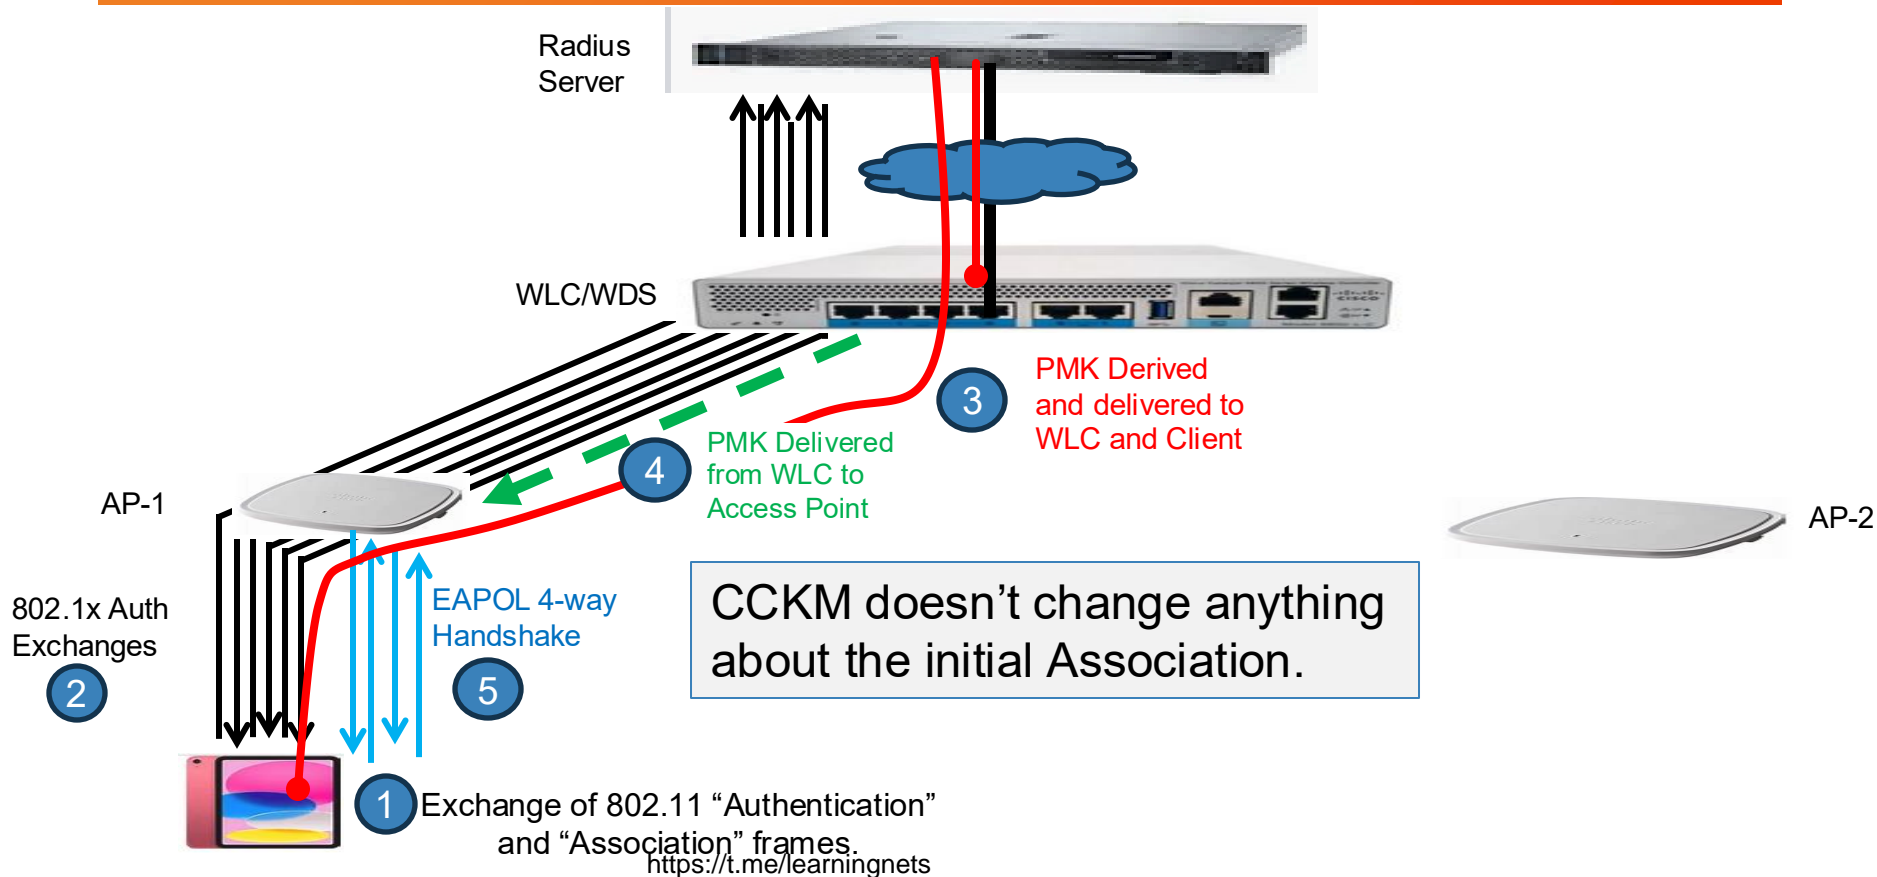 Radius
Server
WLC/WDS
CISCO
3
PMK Derived
and delivered to
WLC and Client
4
PMK Delivered
from WLC to
Access Point
AP-1
AP-2
802.1x Auth
Exchanges
2
EAPOL 4-way
Handshake
5
CCKM doesn’t change anything
about the initial Association.
1
Exchange of 802.11 “Authentication”
and “Association” frames.
https://t.me/learningnets